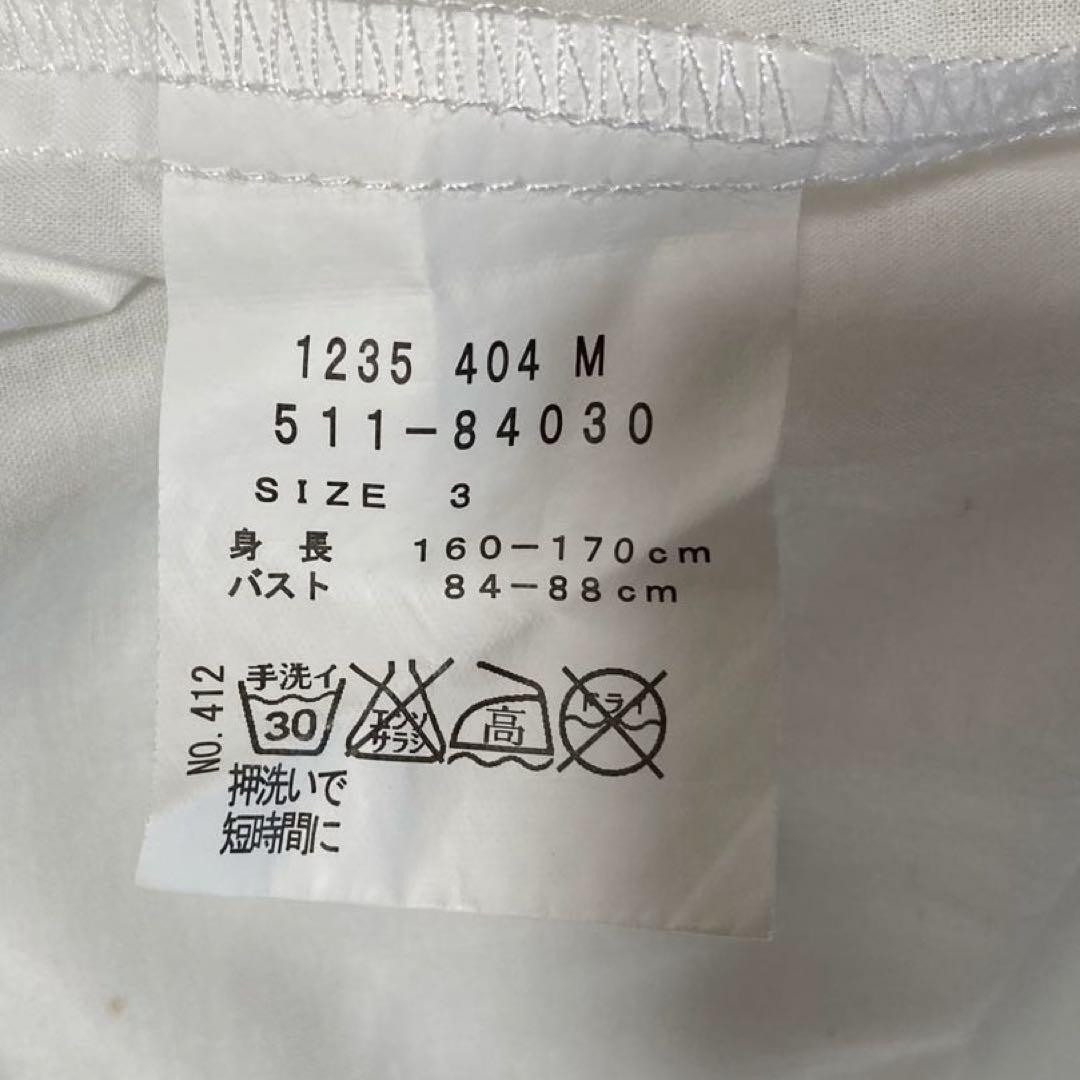 1235 404 M
511-84030
SIZE 3
身長 160-170cm
バスト 84-88cm
NO.412
手洗イ
30
エンソ
サラシ
高
ドライ
押洗いで
短時間に